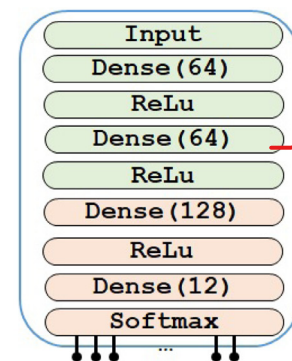 Input
Dense(64)
ReLu
Dense(64)
ReLu
Dense(128)
ReLu
Dense(12)
Softmax
...